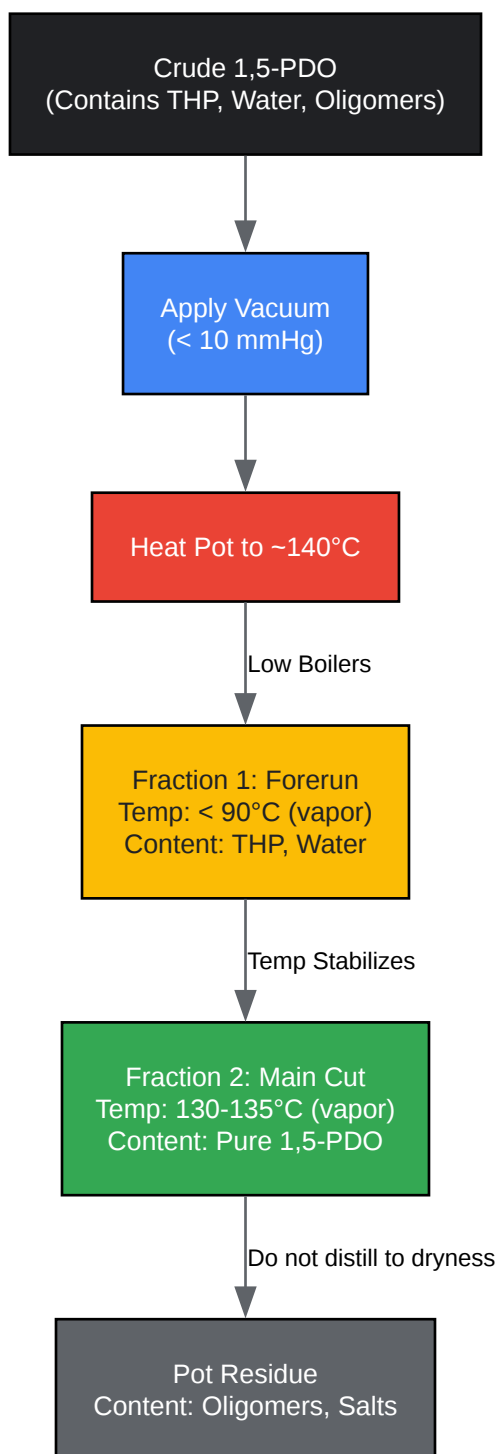 Crude 1,5-PDO
(Contains THP, Water, Oligomers)
Apply Vacuum
(< 10 mmHg)
Heat Pot to ~140°C
Low Boilers
Fraction 1: Forerun
Temp: < 90°C (vapor)
Content: THP, Water
Temp Stabilizes
Fraction 2: Main Cut
Temp: 130-135°C (vapor)
Content: Pure 1,5-PDO
Do not distill to dryness
Pot Residue
Content: Oligomers, Salts